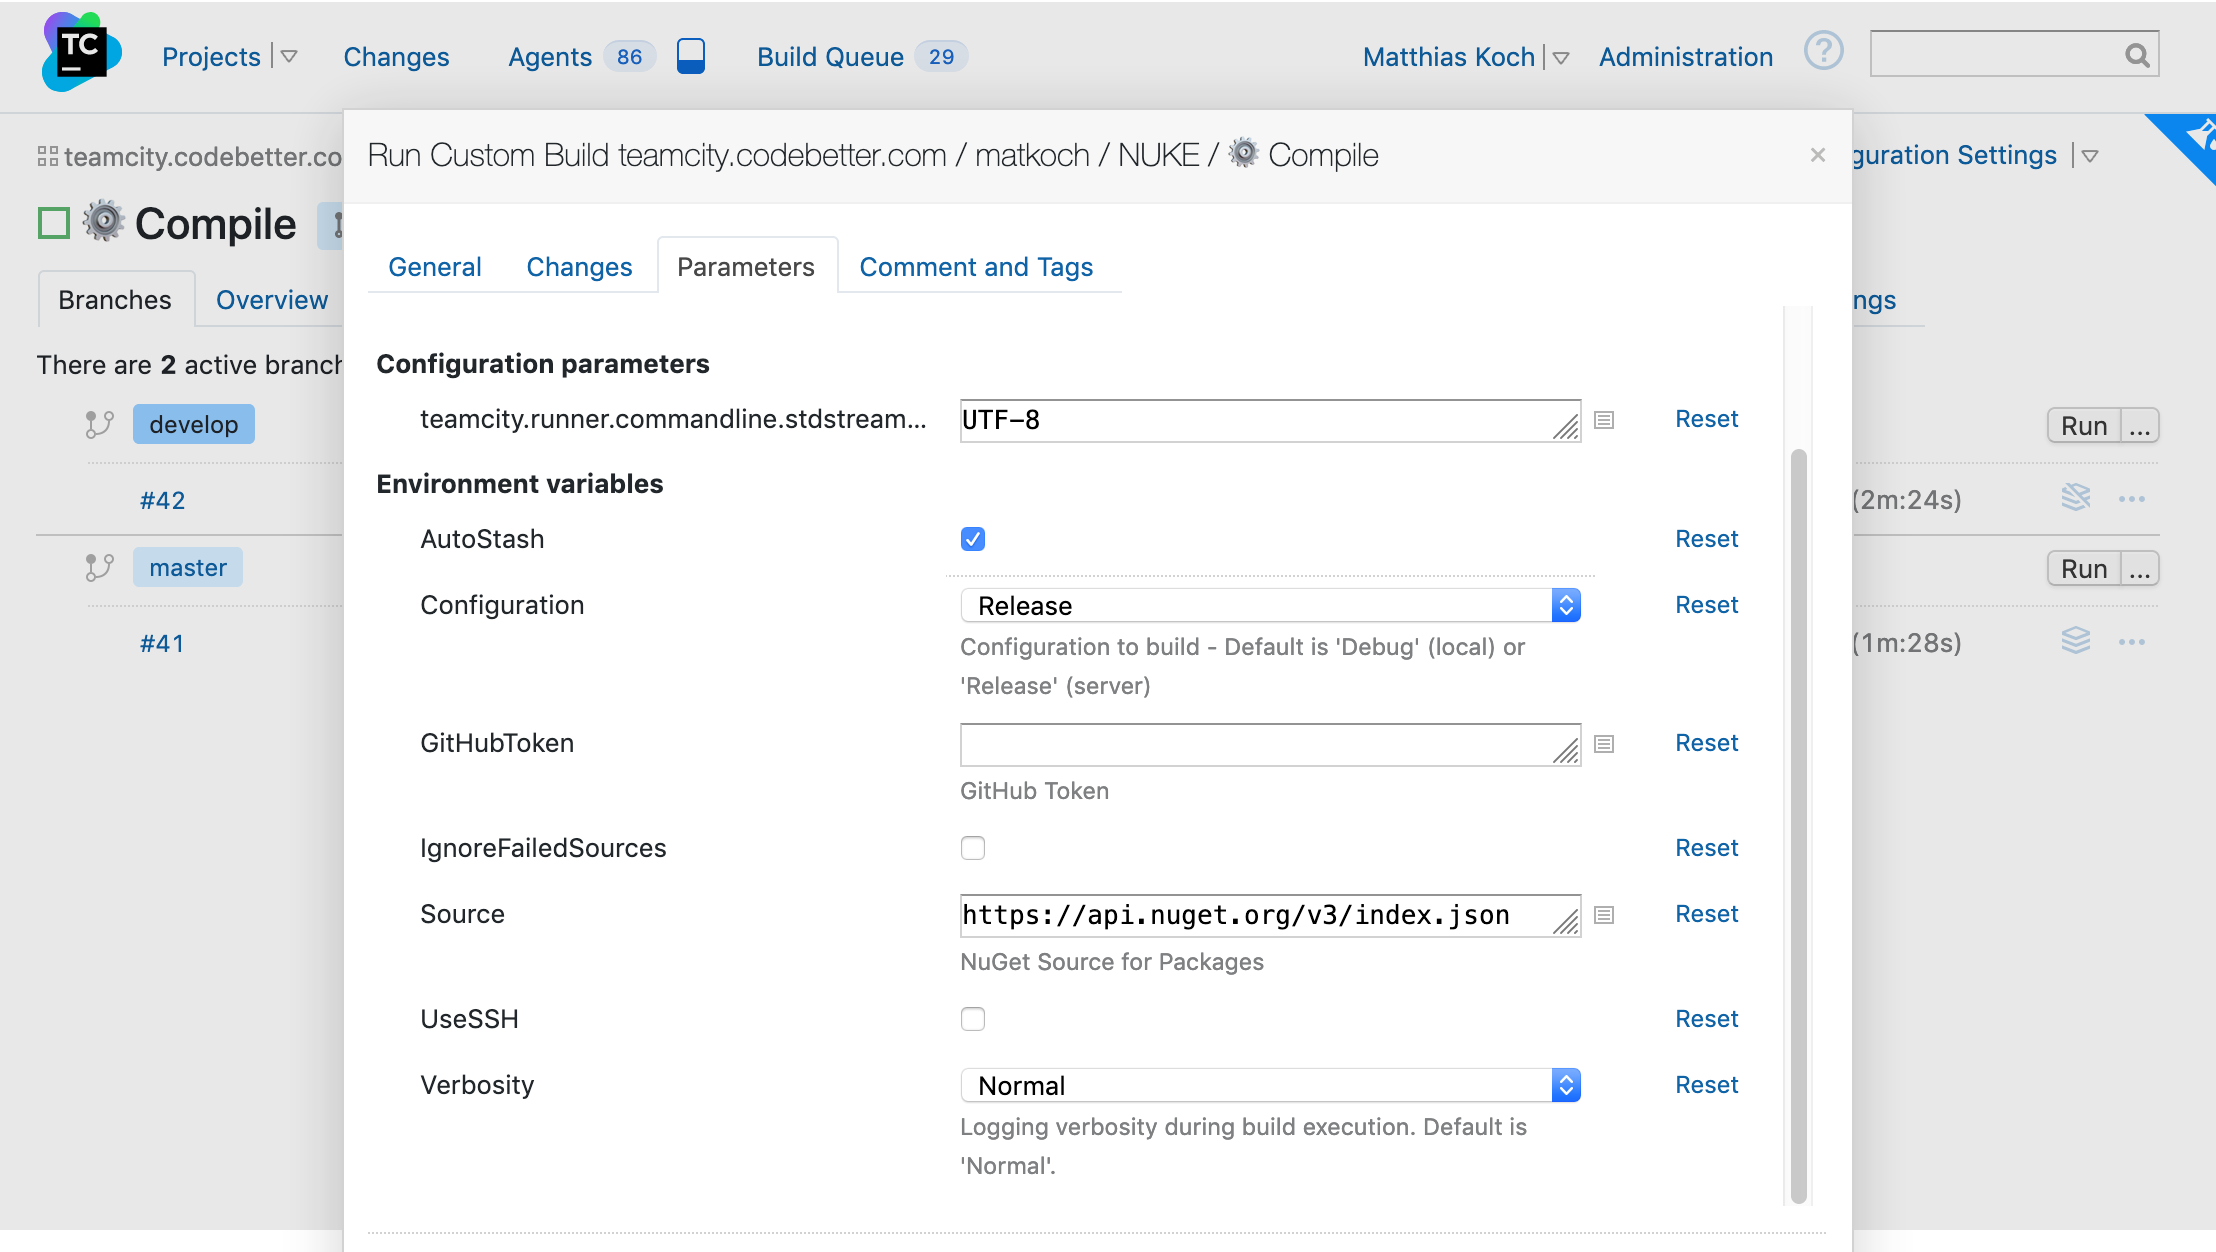 TC
Projects
Changes
Agents 86
Build Queue 29
Matthias Koch
Administration
?
teamcity.codebetter.co
Run Custom Build teamcity.codebetter.com / matkoch / NUKE / ⚙ Compile
×
guration Settings
Compile
General
Changes
Parameters
Comment and Tags
Branches
Overview
ngs
There are 2 active branch
Configuration parameters
teamcity.runner.commandline.stdstream... UTF-8 Reset
develop
Run ...
Environment variables
#42
(2m:24s)
AutoStash Reset
master
Run ...
Configuration Release Reset
Configuration to build - Default is 'Debug' (local) or
'Release' (server)
#41
(1m:28s)
GitHubToken Reset
GitHub Token
IgnoreFailedSources Reset
Source https://api.nuget.org/v3/index.json Reset
NuGet Source for Packages
UseSSH Reset
Verbosity Normal Reset
Logging verbosity during build execution. Default is
'Normal'.